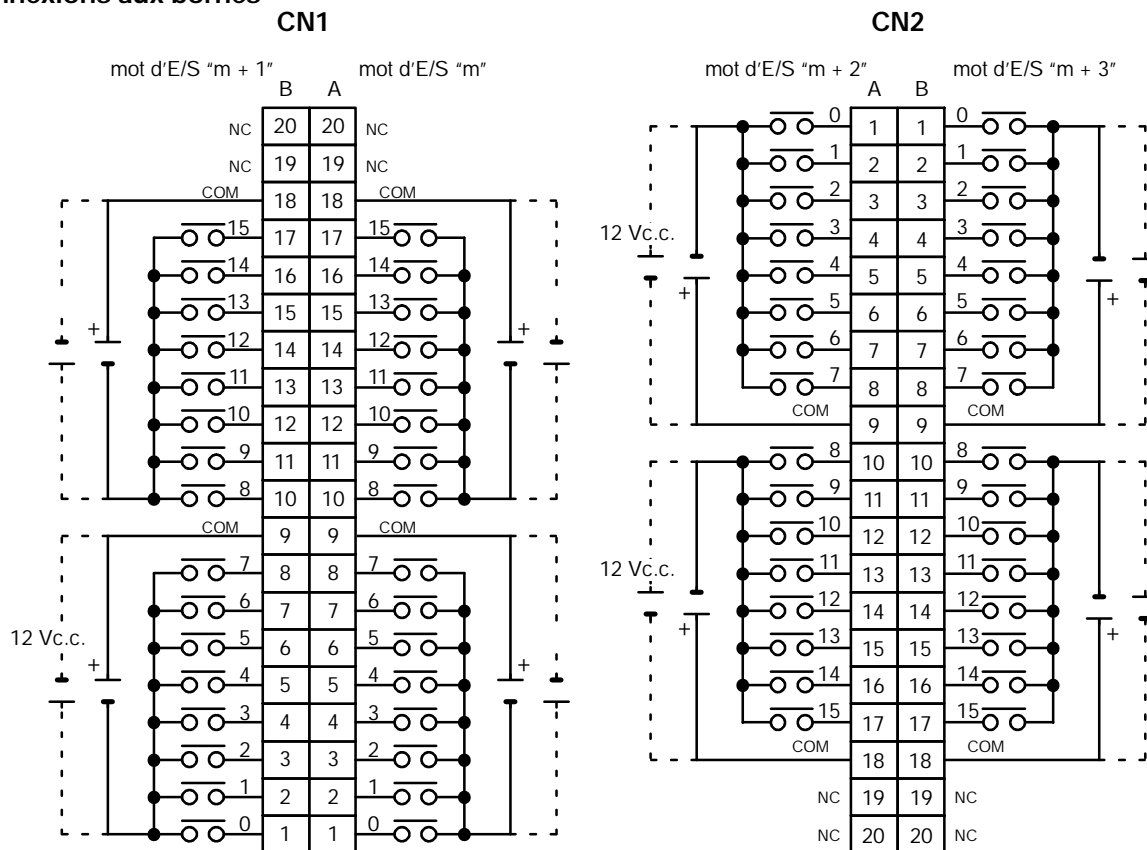 nexions aux bornes
CN1
mot d'E/S "m + 1" mot d'E/S "m"
B A
NC 20 20 NC
NC 19 19 NC
COM 18 18 COM
15 17 17 15
14 16 16 14
13 15 15 13
+ 12 14 14 12 +
11 13 13 11
10 12 12 10
9 11 11 9
8 10 10 8
COM 9 9 COM
7 8 8 7
6 7 7 6
12 Vc.c. 5 6 6 5
+ 4 5 5 4 +
3 4 4 3
2 3 3 2
1 2 2 1
0 1 1 0
CN2
mot d'E/S "m + 2" mot d'E/S "m + 3"
A B
0 1 1 0
1 2 2 1
2 3 3 2
12 Vc.c. 3 4 4 3
4 5 5 4
+ 5 6 6 5 +
6 7 7 6
7 8 8 7
COM 9 9 COM
8 10 10 8
9 11 11 9
10 12 12 10
12 Vc.c. 11 13 13 11
12 14 14 12
+ 13 15 15 13 +
14 16 16 14
15 17 17 15
COM 18 18 COM
NC 19 19 NC
NC 20 20 NC